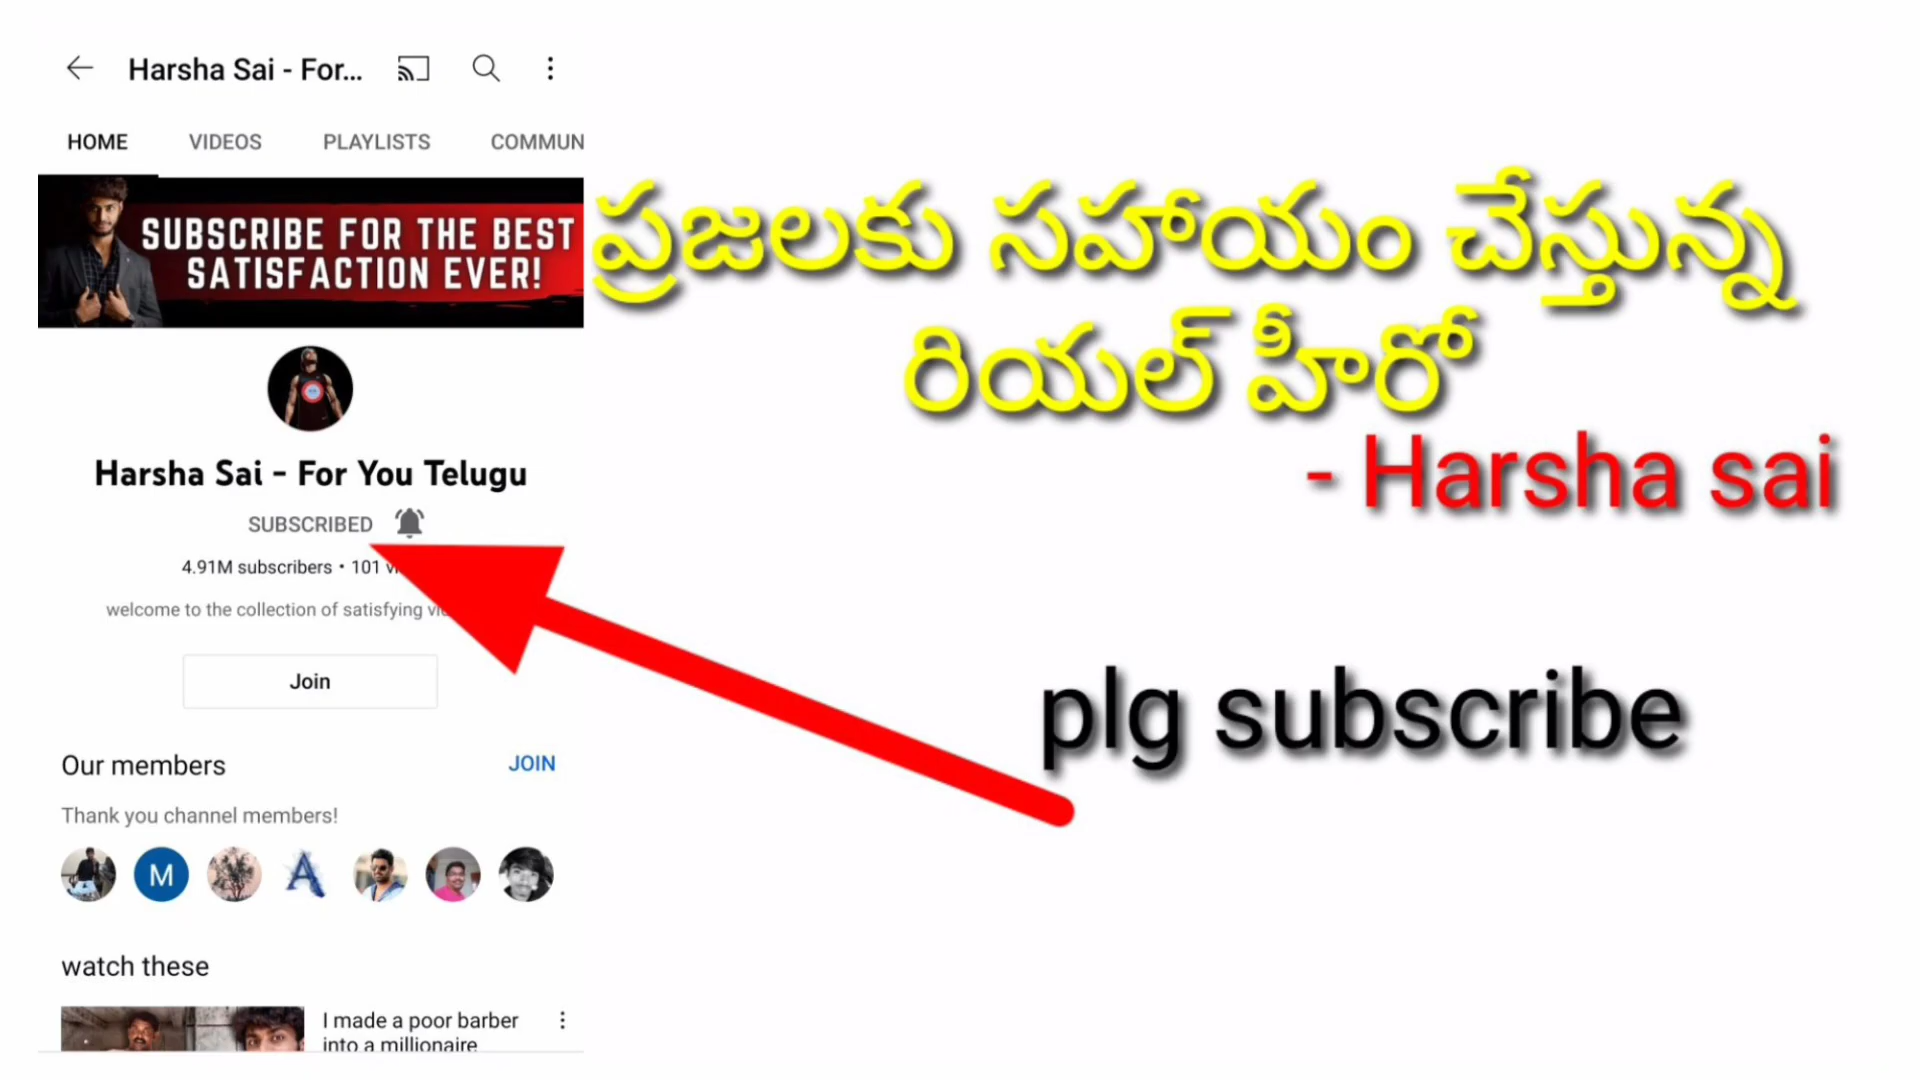 Harsha Sai - For...
HOME VIDEOS PLAYLISTS COMMUN
SUBSCRIBE FOR THE BEST
SATISFACTION EVER!
Harsha Sai - For You Telugu
SUBSCRIBED
4.91M subscribers • 101
welcome to the collection of satisfying
Join
Our members JOIN
Thank you channel members!
M
A
watch these
I made a poor barber
into a millionaire
ప్రజలకు సహాయం చేస్తున్న
రియల్ హీరో
- Harsha sai
plg subscribe